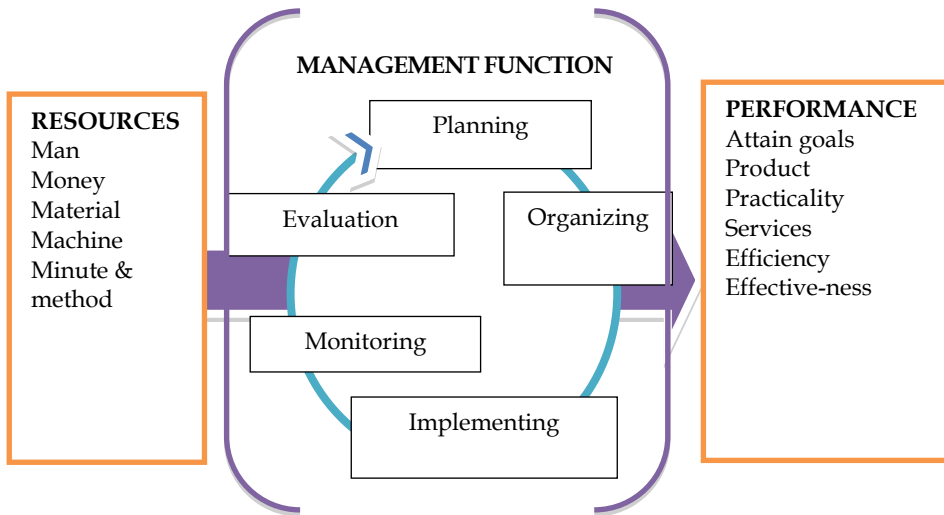 MANAGEMENT FUNCTION
RESOURCES
Man
Money
Material
Machine
Minute &
method
Planning
Organizing
Implementing
Monitoring
Evaluation
PERFORMANCE
Attain goals
Product
Practicality
Services
Efficiency
Effective-ness